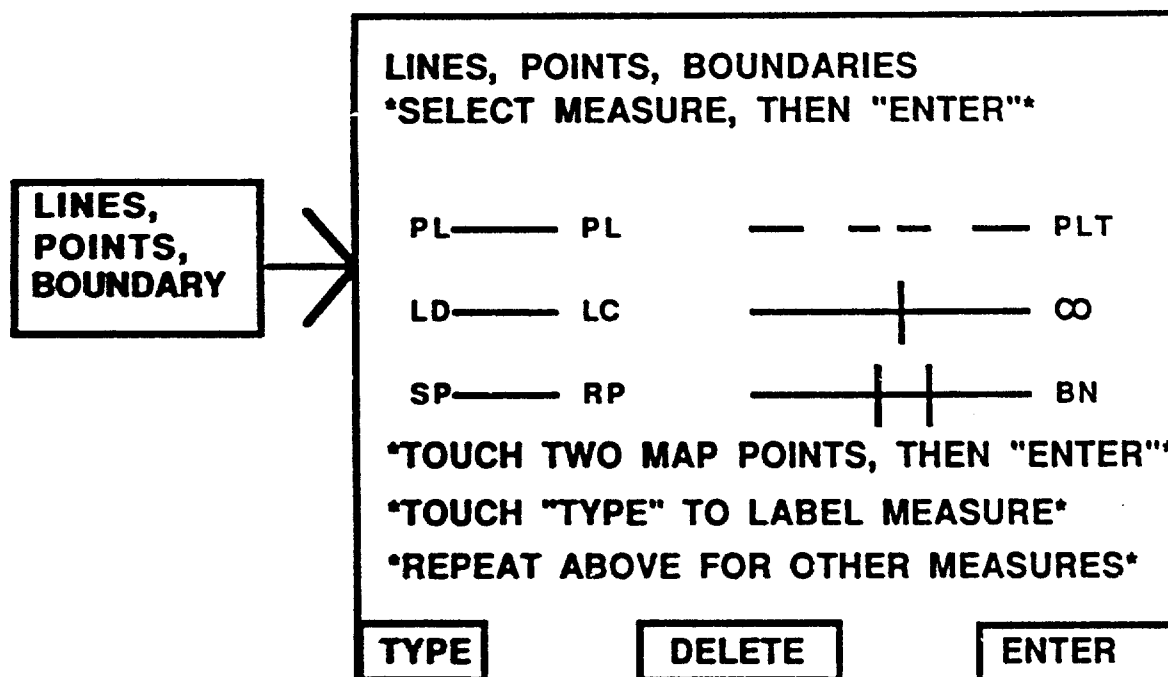 LINES, POINTS, BOUNDARIES
*SELECT MEASURE, THEN "ENTER"*
LINES,
POINTS,
BOUNDARY
PL PL PLT
LD LC CO
SP RP BN
*TOUCH TWO MAP POINTS, THEN "ENTER"*
*TOUCH "TYPE" TO LABEL MEASURE*
*REPEAT ABOVE FOR OTHER MEASURES*
TYPE DELETE ENTER